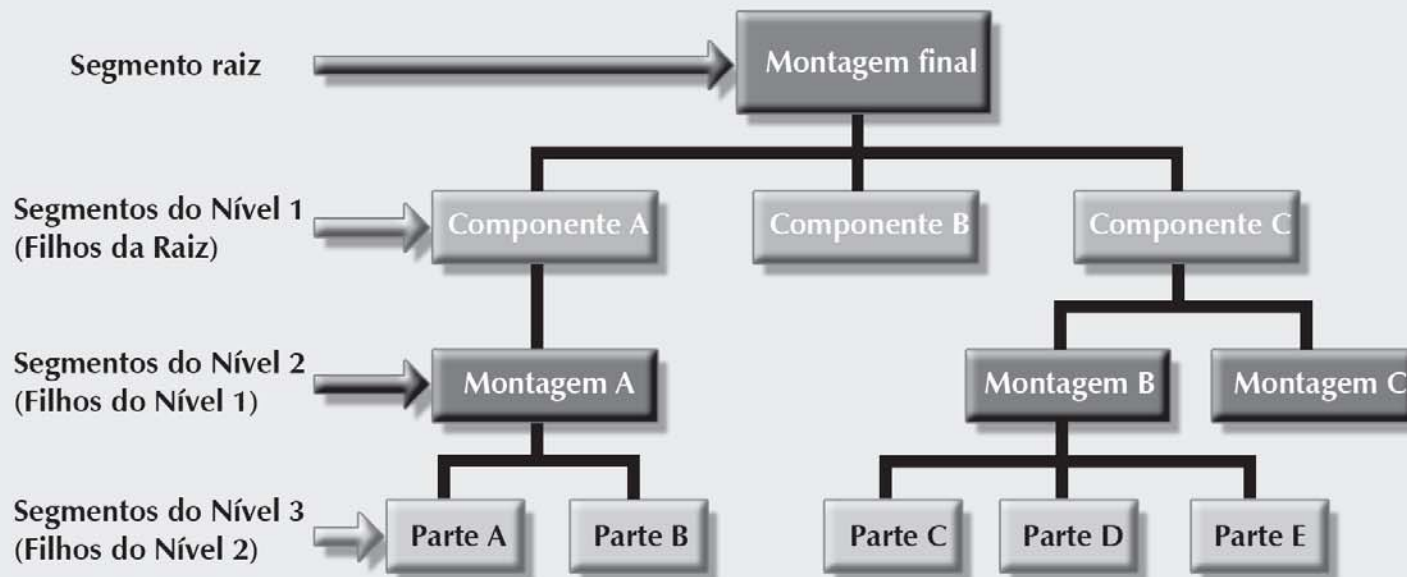 Segmento raiz
Montagem final
Segmentos do Nível 1
(Filhos da Raiz)
Componente A
Componente B
Componente C
Segmentos do Nível 2
(Filhos do Nível 1)
Montagem A
Montagem B
Montagem C
Segmentos do Nível 3
(Filhos do Nível 2)
Parte A
Parte B
Parte C
Parte D
Parte E